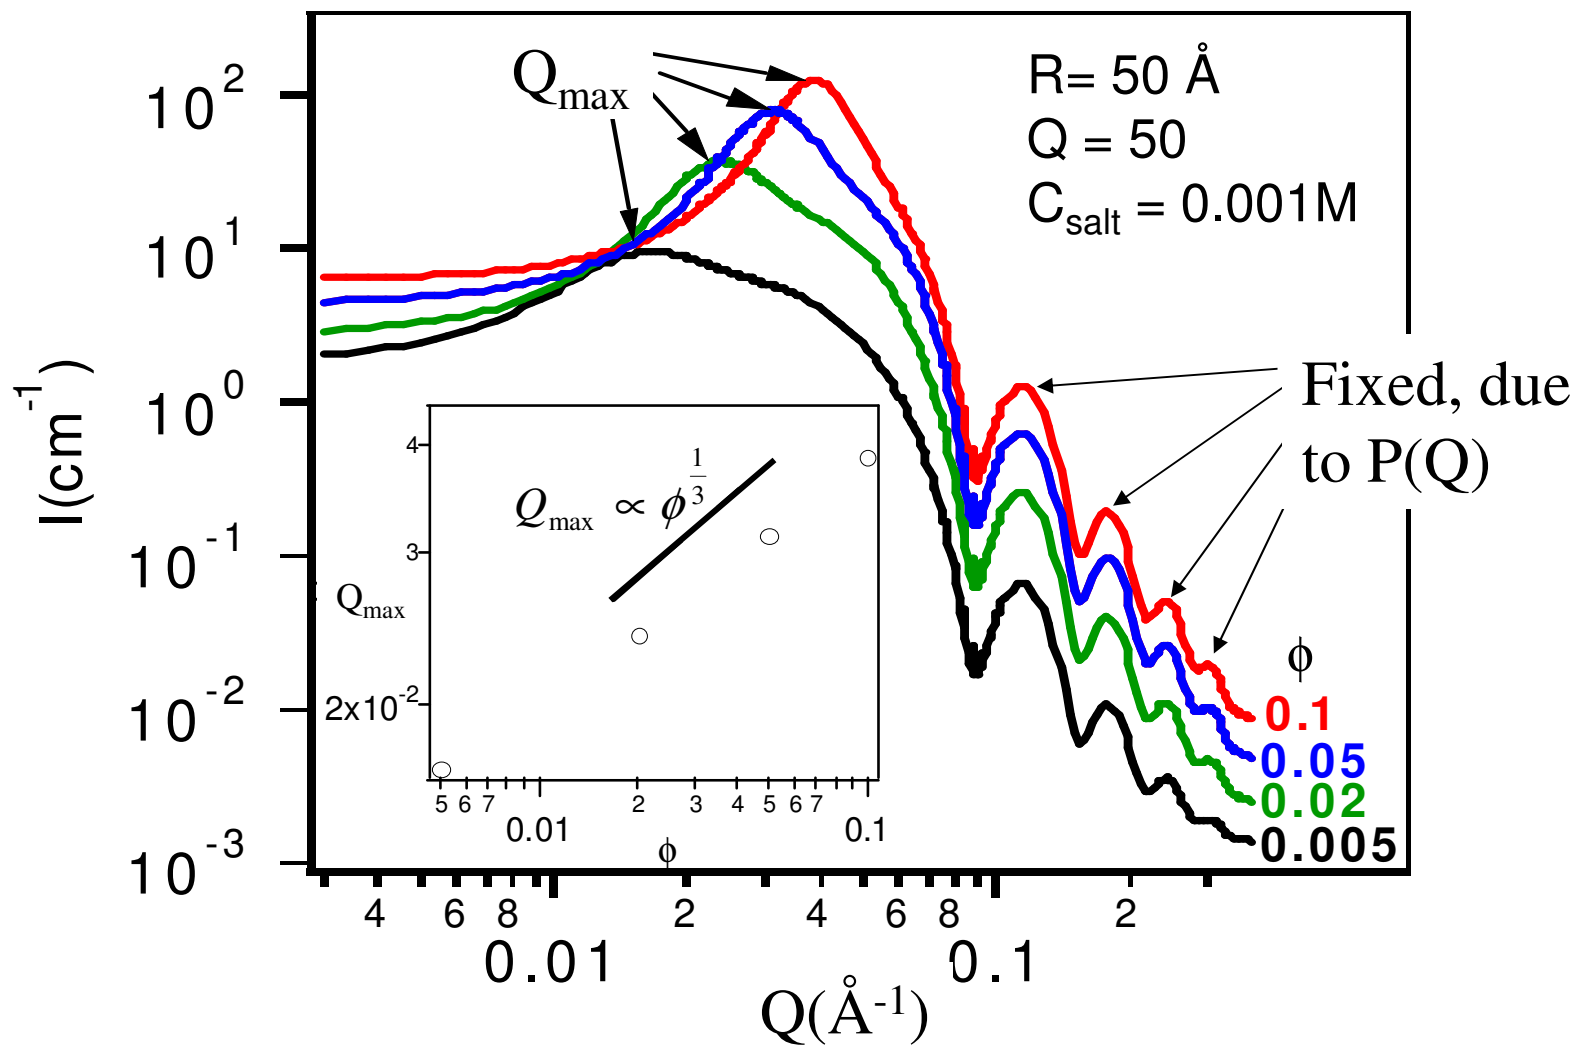 Q_max
R= 50 Å
Q = 50
C_salt = 0.001M
10^2
10^1
10^0
10^-1
10^-2
10^-3
I(cm^-1)
Fixed, due
to P(Q)
4
3
2x10^-2
Q_max
Q_max ∝ ϕ^1/3
5 6 7 2 3 4 5 6 7
0.01 0.1
ϕ
ϕ
0.1
0.05
0.02
0.005
4 6 8 2 4 6 8 2
0.01 0.1
Q(Å^-1)